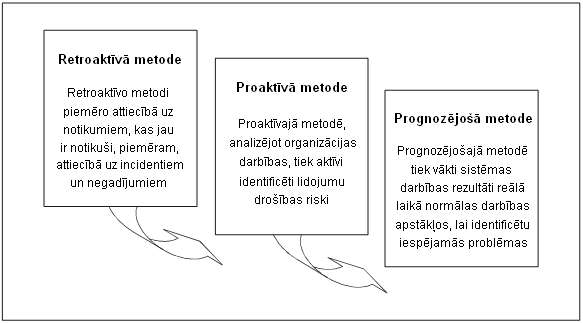 Retroaktīvā metode
Retroaktīvo metodi
piemēro attiecībā uz
notikumiem, kas jau
ir notikuši, piemēram,
attiecībā uz incidentiem
un negadījumiem
Proaktīvā metode
Proaktīvajā metodē,
analizējot organizācijas
darbības, tiek aktīvi
identificēti lidojumu
drošības riski
Prognozējošā metode
Prognozējošajā metodē
tiek vākti sistēmas
darbības rezultāti reālā
laikā normālas darbības
apstākļos, lai identificētu
iespējamās problēmas